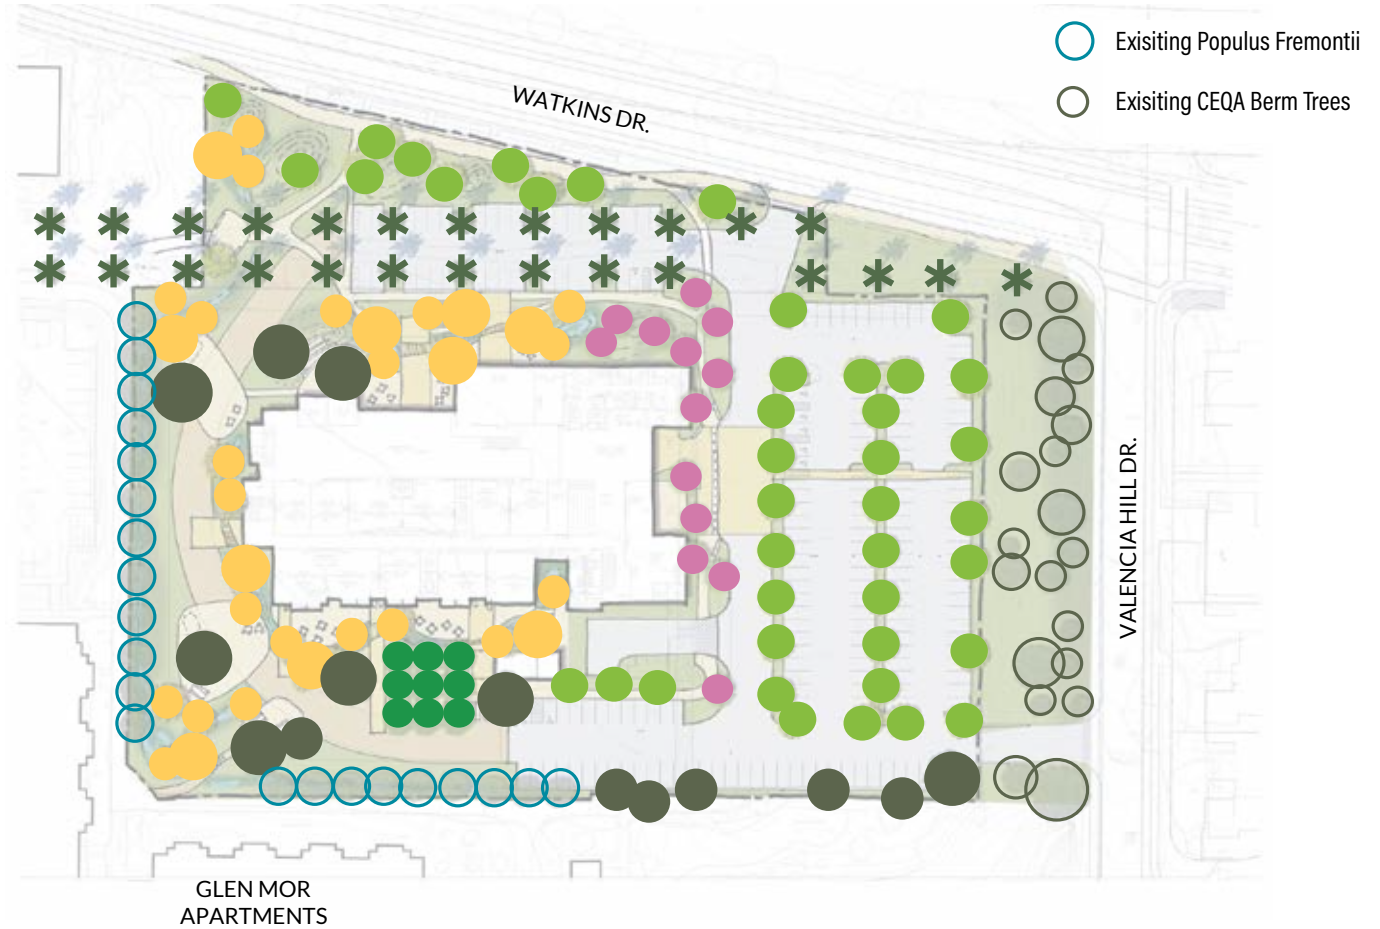 Exisiting Populus Fremontii
Exisiting CEQA Berm Trees
WATKINS DR.
VALENCIA HILL DR.
GLEN MOR
APARTMENTS